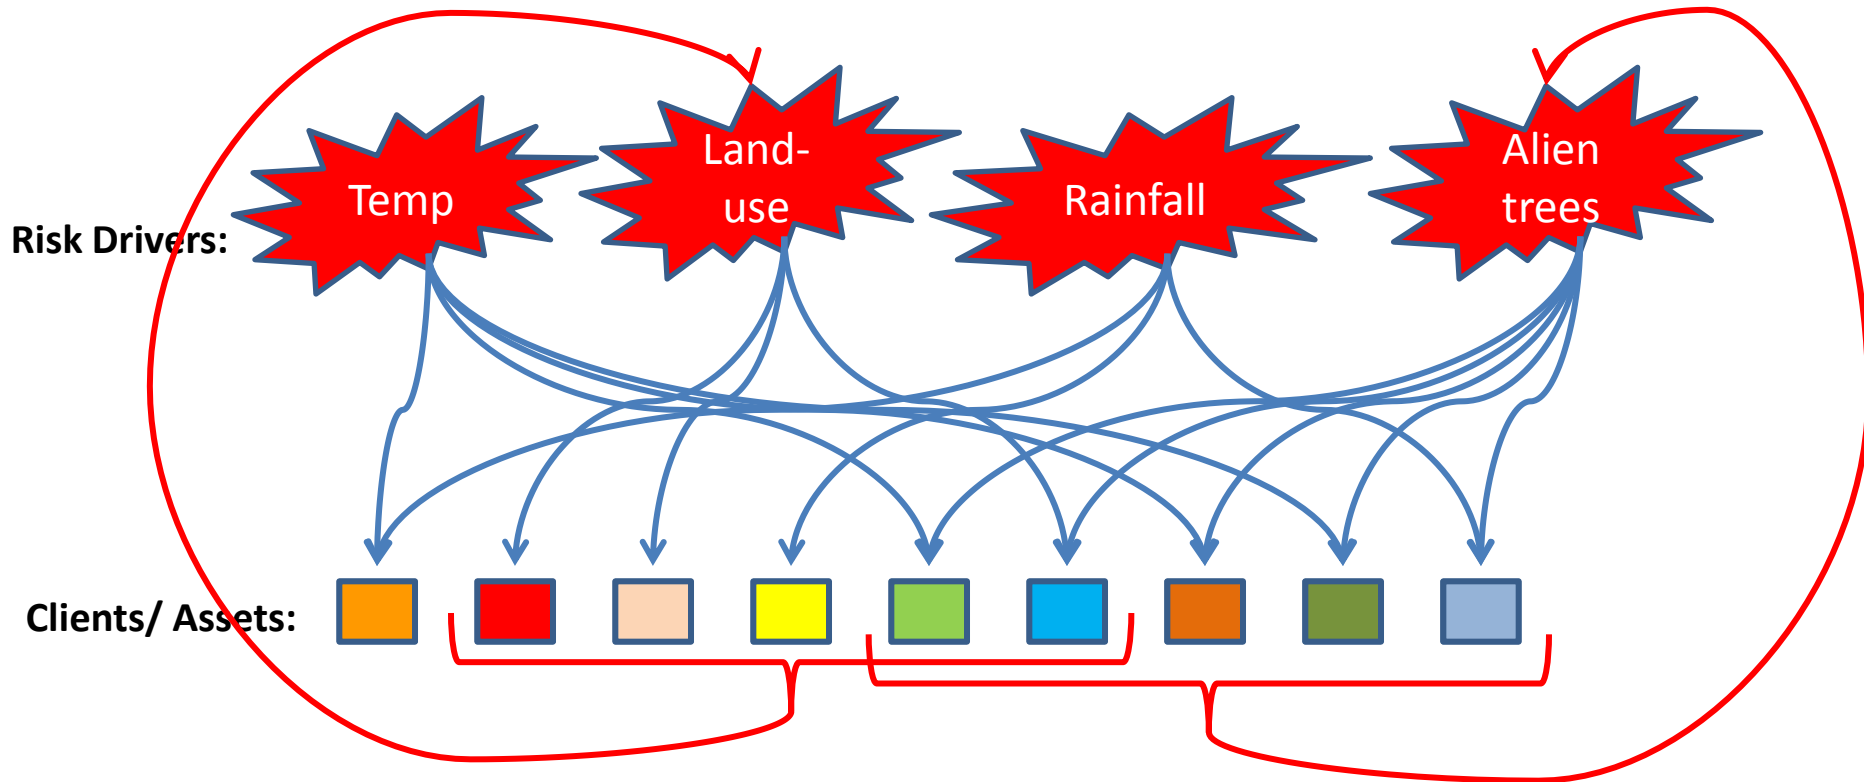 Temp
Land-
use
Rainfall
Alien
trees
Risk Drivers:
Clients/ Assets: